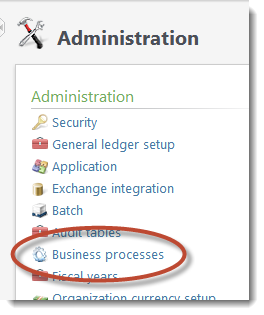 Administration
Administration
Security
General ledger setup
Application
Exchange integration
Batch
Audit tables
Business processes
Fiscal years
Organization currency setup